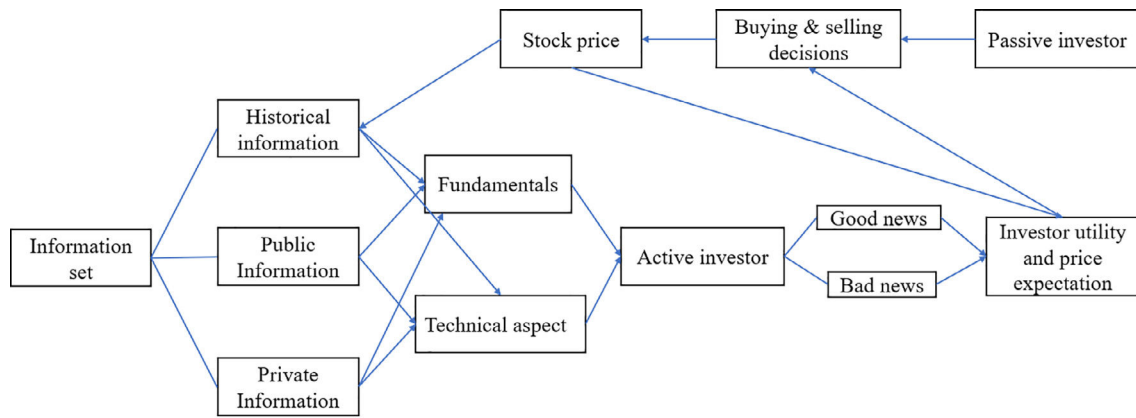 Stock price
Buying & selling
decisions
Passive investor
Historical
information
Fundamentals
Information
set
Public
Information
Active investor
Good news
Bad news
Investor utility
and price
expectation
Technical aspect
Private
Information